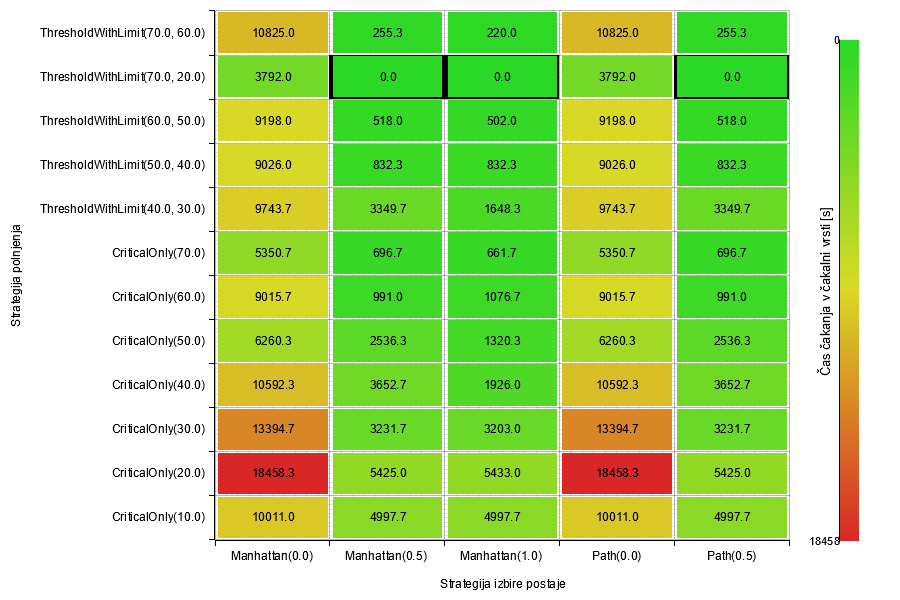 ThresholdWithLimit(70.0, 60.0) 10825.0 255.3 220.0 10825.0 255.3
ThresholdWithLimit(70.0, 20.0) 3792.0 0.0 0.0 3792.0 0.0
ThresholdWithLimit(60.0, 50.0) 9198.0 518.0 502.0 9198.0 518.0
ThresholdWithLimit(50.0, 40.0) 9026.0 832.3 832.3 9026.0 832.3
ThresholdWithLimit(40.0, 30.0) 9743.7 3349.7 1648.3 9743.7 3349.7
CriticalOnly(70.0) 5350.7 696.7 661.7 5350.7 696.7
CriticalOnly(60.0) 9015.7 991.0 1076.7 9015.7 991.0
CriticalOnly(50.0) 6260.3 2536.3 1320.3 6260.3 2536.3
CriticalOnly(40.0) 10592.3 3652.7 1926.0 10592.3 3652.7
CriticalOnly(30.0) 13394.7 3231.7 3203.0 13394.7 3231.7
CriticalOnly(20.0) 18458.3 5425.0 5433.0 18458.3 5425.0
CriticalOnly(10.0) 10011.0 4997.7 4997.7 10011.0 4997.7
Manhattan(0.0) Manhattan(0.5) Manhattan(1.0) Path(0.0) Path(0.5)
Strategija izbire postaje
Strategija polnjenja
0
18458
Čas čakanja v čakalni vrsti [s]